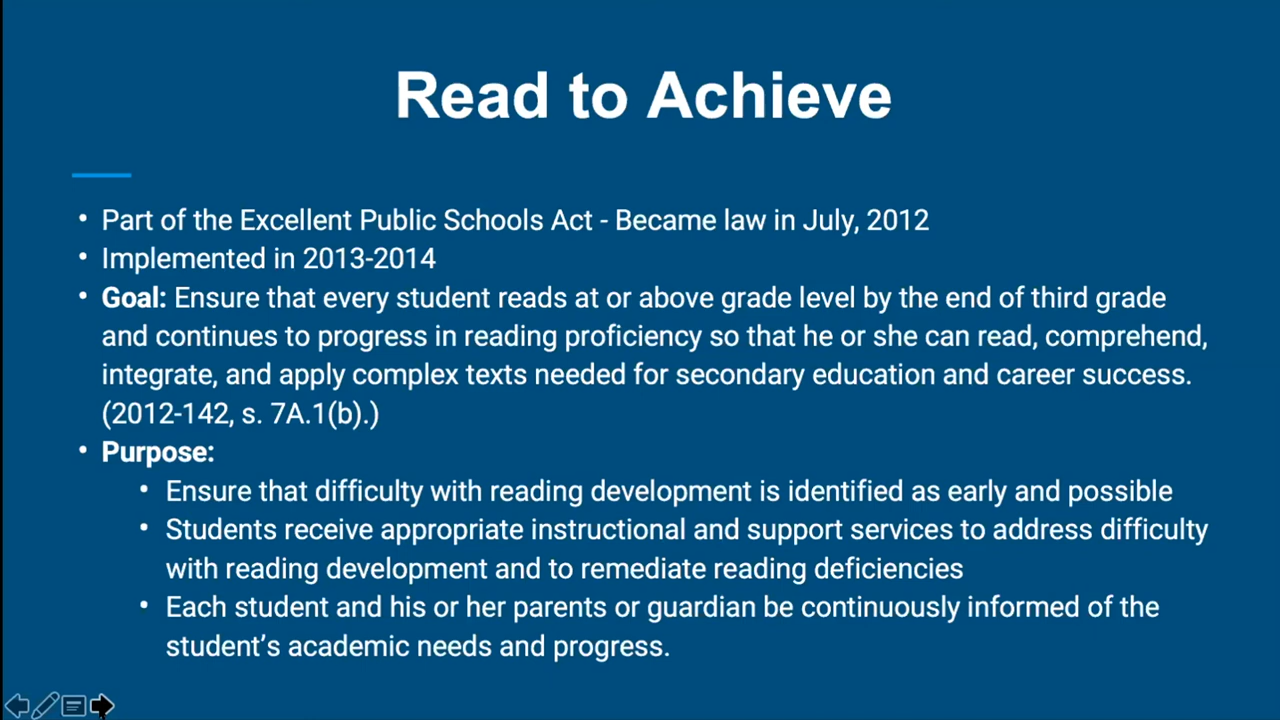 Read to Achieve
• Part of the Excellent Public Schools Act - Became law in July, 2012
• Implemented in 2013-2014
• Goal: Ensure that every student reads at or above grade level by the end of third grade
and continues to progress in reading proficiency so that he or she can read, comprehend,
integrate, and apply complex texts needed for secondary education and career success.
(2012-142, s. 7A.1(b).)
• Purpose:
• Ensure that difficulty with reading development is identified as early and possible
• Students receive appropriate instructional and support services to address difficulty
with reading development and to remediate reading deficiencies
• Each student and his or her parents or guardian be continuously informed of the
student’s academic needs and progress.